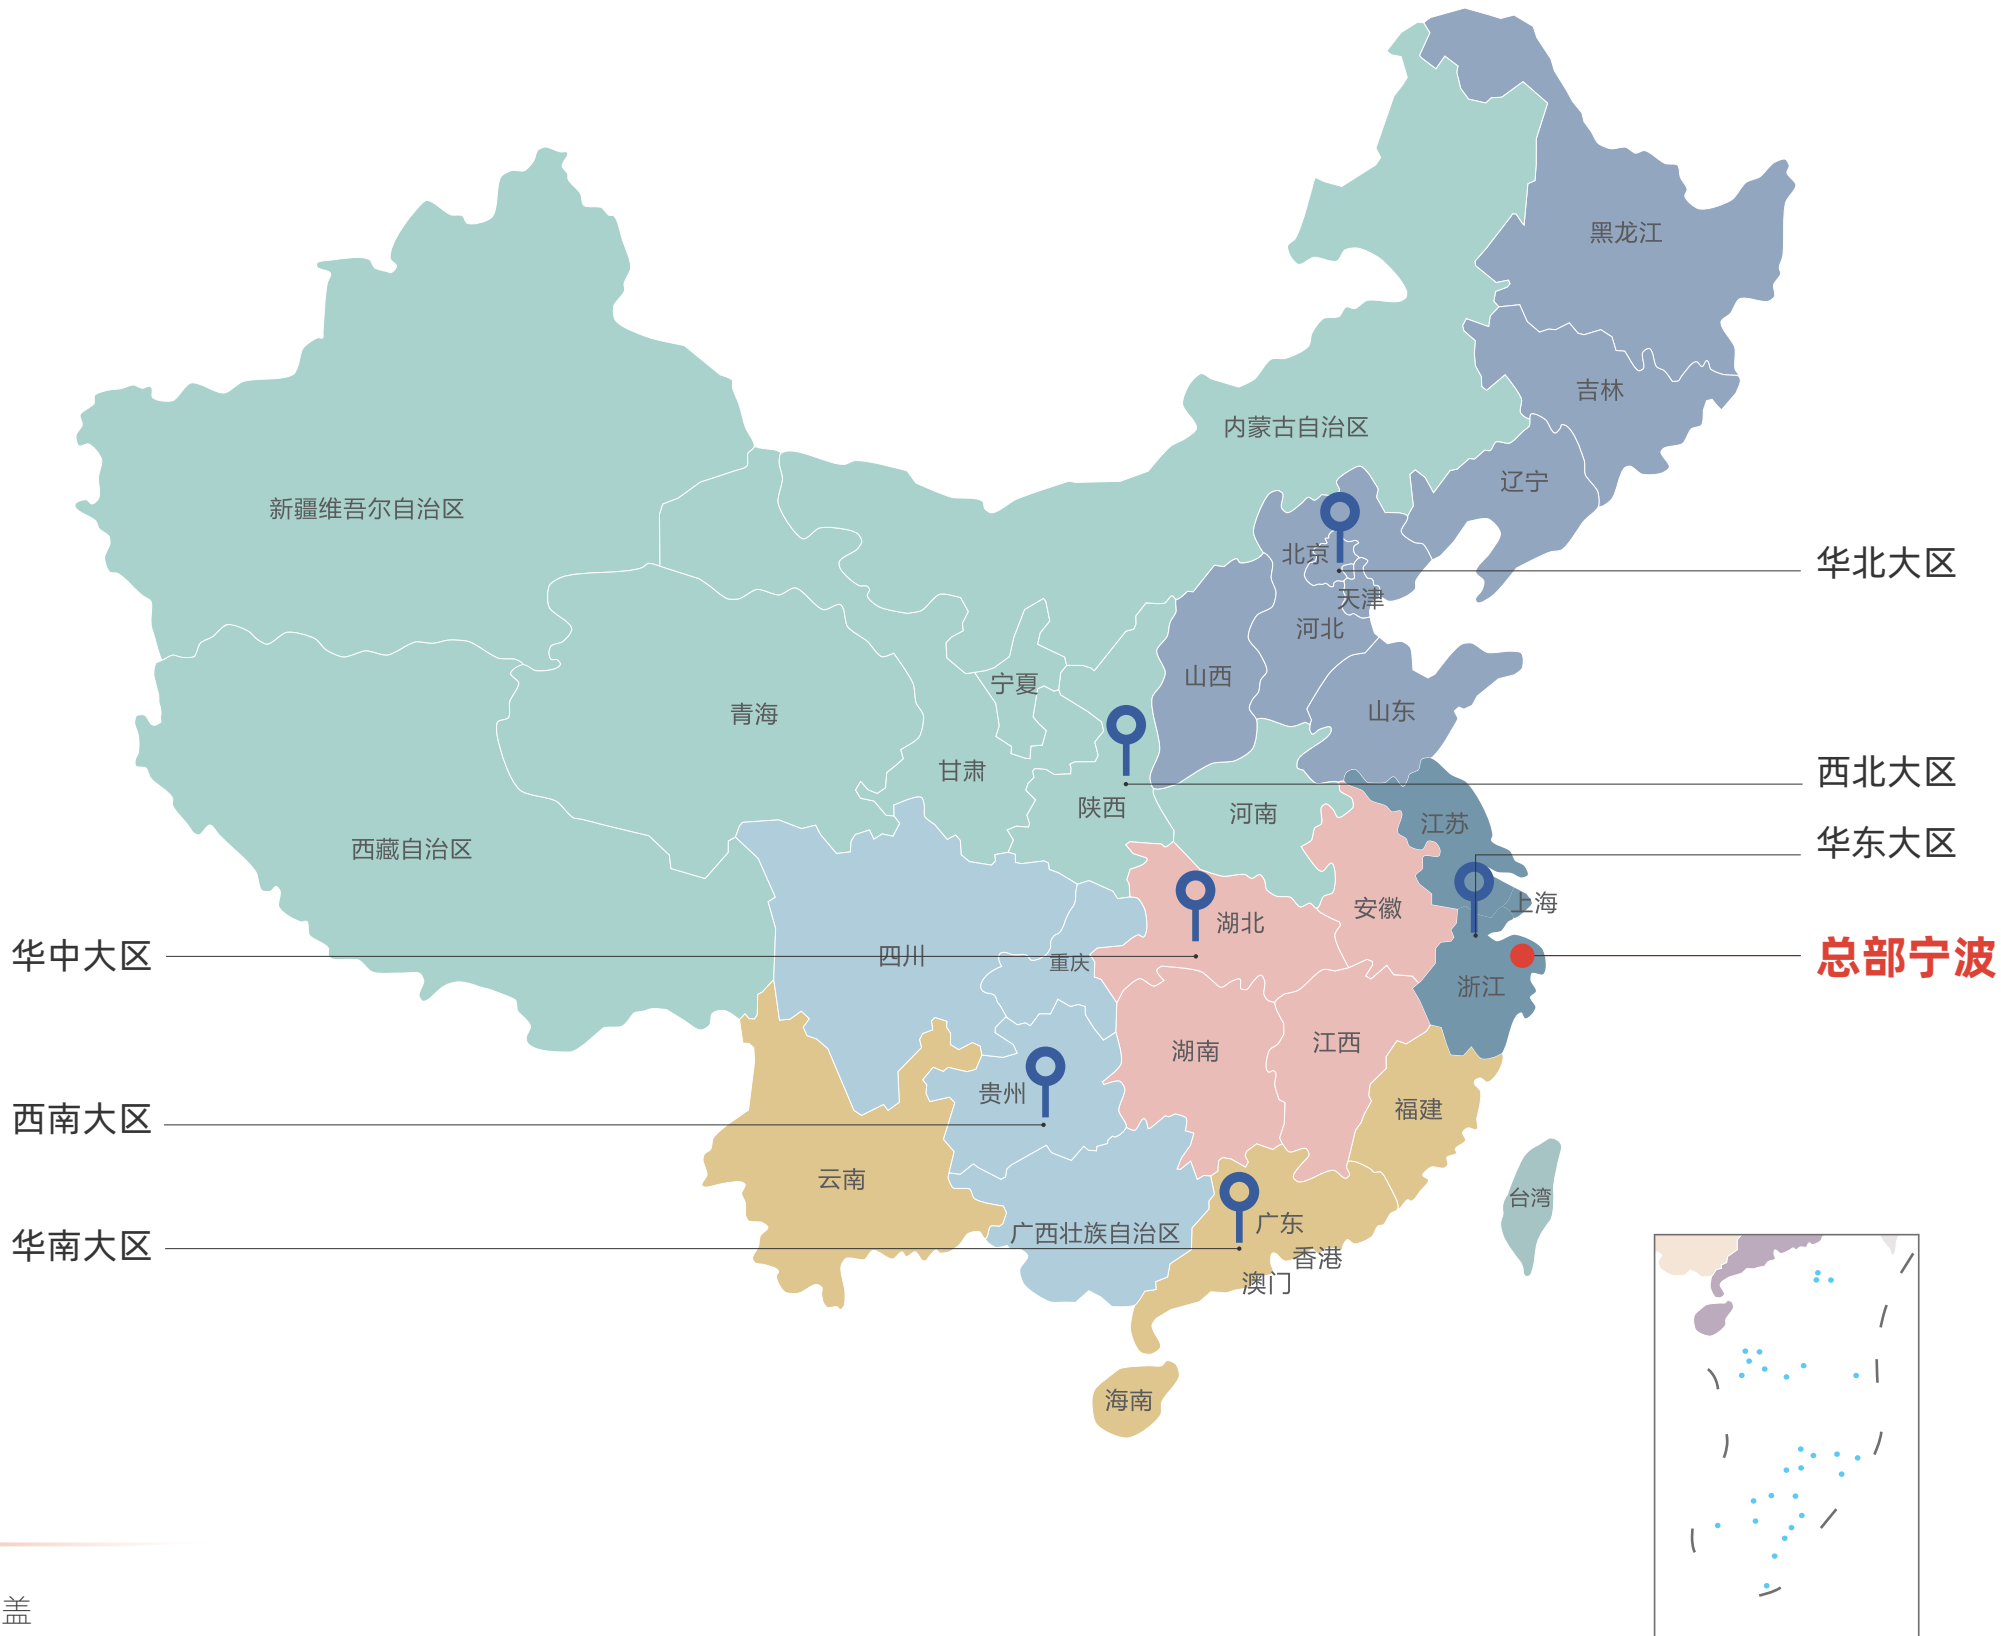 黑龙江
吉林
内蒙古自治区
辽宁
新疆维吾尔自治区
北京
华北大区
天津
河北
宁夏
山西
青海
山东
甘肃
西北大区
陕西
河南
江苏
华东大区
西藏自治区
上海
安徽
湖北
华中大区
四川
重庆
总部宁波
浙江
湖南
江西
贵州
福建
西南大区
云南
台湾
广东
广西壮族自治区
华南大区
香港
澳门
海南
盖